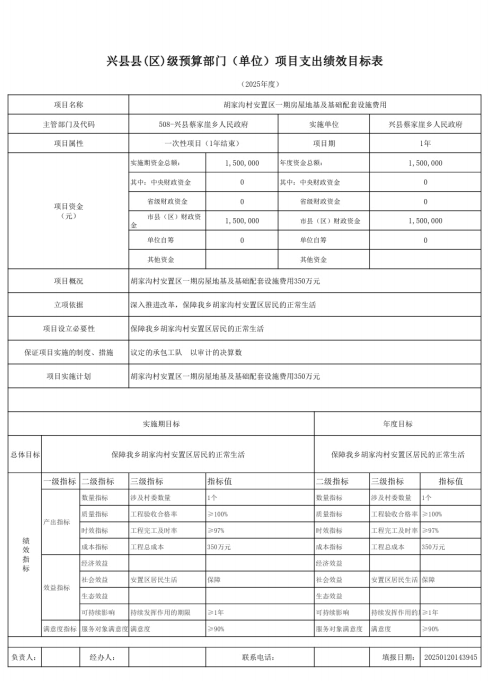 兴县县(区)级预算部门（单位）项目支出绩效目标表
（2025年度）
项目名称 胡家沟村安置区一期房屋地基及基础配套设施费用
主管部门及代码 508-兴县蔡家崖乡人民政府 实施单位 兴县蔡家崖乡人民政府
项目属性 一次性项目（1年结束） 项目期 1年
项目资金（元） 实施期资金总额： 1,500,000 年度资金总额： 1,500,000
其中：中央财政资金 0 其中：中央财政资金 0
省级财政资金 0 省级财政资金 0
市县（区）财政资金 1,500,000 市县（区）财政资金 1,500,000
单位自筹 0 单位自筹 0
其他资金 其他资金
项目概况 胡家沟村安置区一期房屋地基及基础配套设施费用350万元
立项依据 深入推进改革，保障我乡胡家沟村安置区居民的正常生活
项目设立必要性 保障我乡胡家沟村安置区居民的正常生活
保证项目实施的制度、措施 议定的承包工队 以审计的决算数
项目实施计划 胡家沟村安置区一期房屋地基及基础配套设施费用350万元
实施期目标 年度目标
总体目标 保障我乡胡家沟村安置区居民的正常生活 保障我乡胡家沟村安置区居民的正常生活
绩效指标 一级指标 二级指标 三级指标 指标值 二级指标 三级指标 指标值
产出指标 数量指标 涉及村委数量 1个 数量指标 涉及村委数量 1个
质量指标 工程验收合格率 ≥100% 质量指标 工程验收合格率 ≥100%
时效指标 工程完工及时率 ≥97% 时效指标 工程完工及时率 ≥97%
成本指标 工程总成本 350万元 成本指标 工程总成本 350万元
效益指标 经济效益 经济效益
社会效益 安置区居民生活 保障 社会效益 安置区居民生活 保障
生态效益 生态效益
可持续影响 持续发挥作用的期限 ≥1年 可持续影响 持续发挥作用的 ≥1年
满意度指标 服务对象满意度 满意度 ≥90% 服务对象满意度 满意度 ≥90%
负责人： 经办人： 联系电话： 填报日期： 20250120143945